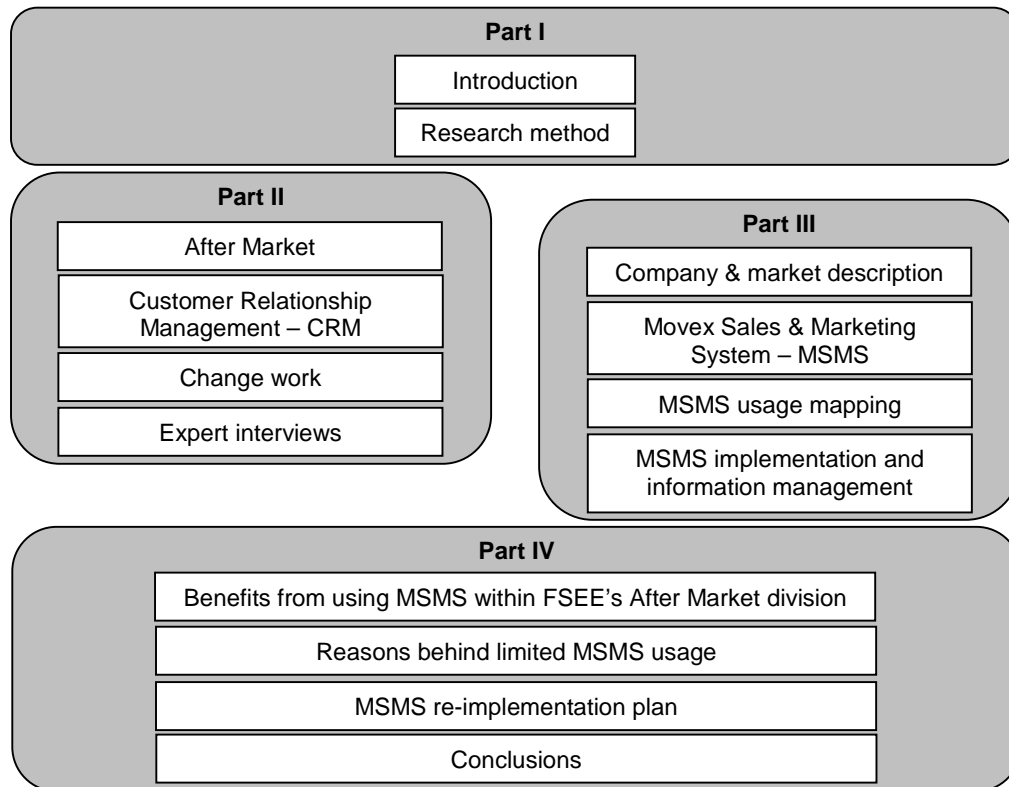 Part I
Introduction
Research method
Part II
After Market
Customer Relationship
Management – CRM
Change work
Expert interviews
Part III
Company & market description
Movex Sales & Marketing
System – MSMS
MSMS usage mapping
MSMS implementation and
information management
Part IV
Benefits from using MSMS within FSEE’s After Market division
Reasons behind limited MSMS usage
MSMS re-implementation plan
Conclusions